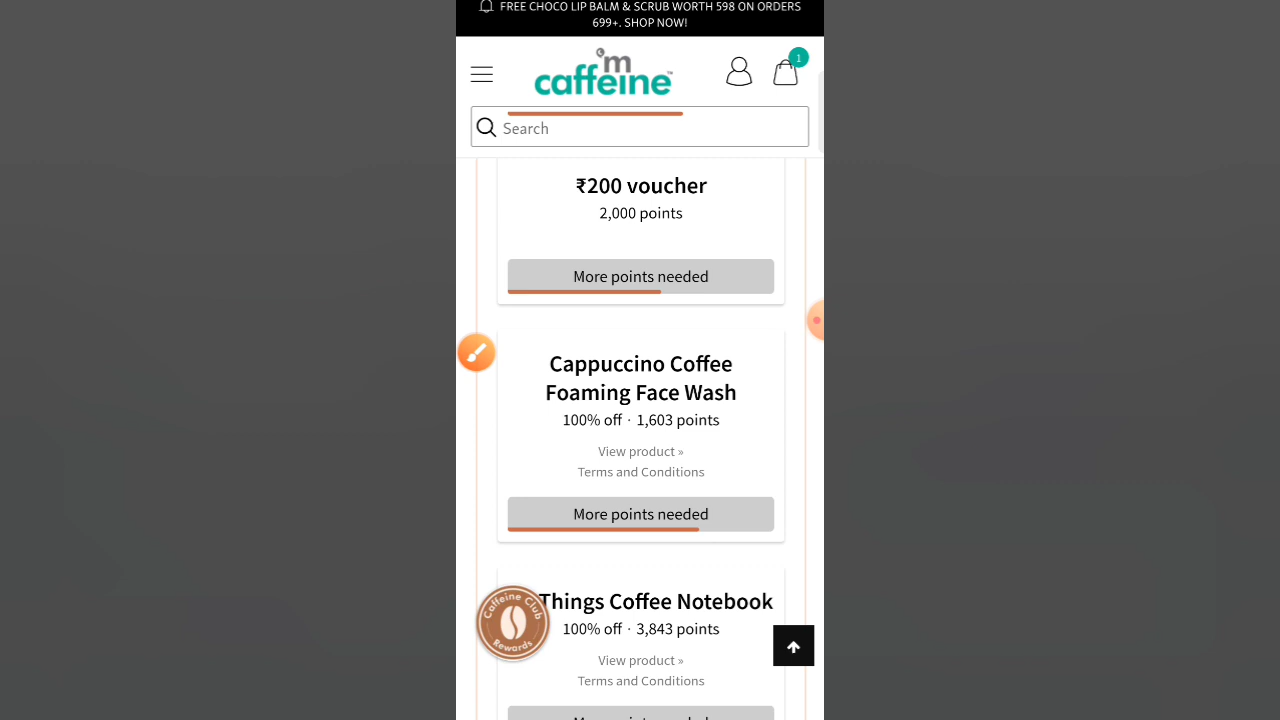 FREE CHOCO LIP BALM & SCRUB WORTH 598 ON ORDERS
699+. SHOP NOW!
'm
caffeine™
1
Search
₹200 voucher
2,000 points
More points needed
Cappuccino Coffee
Foaming Face Wash
100% off · 1,603 points
View product »
Terms and Conditions
More points needed
Things Coffee Notebook
100% off · 3,843 points
Caffeine Club
Rewards
View product »
Terms and Conditions